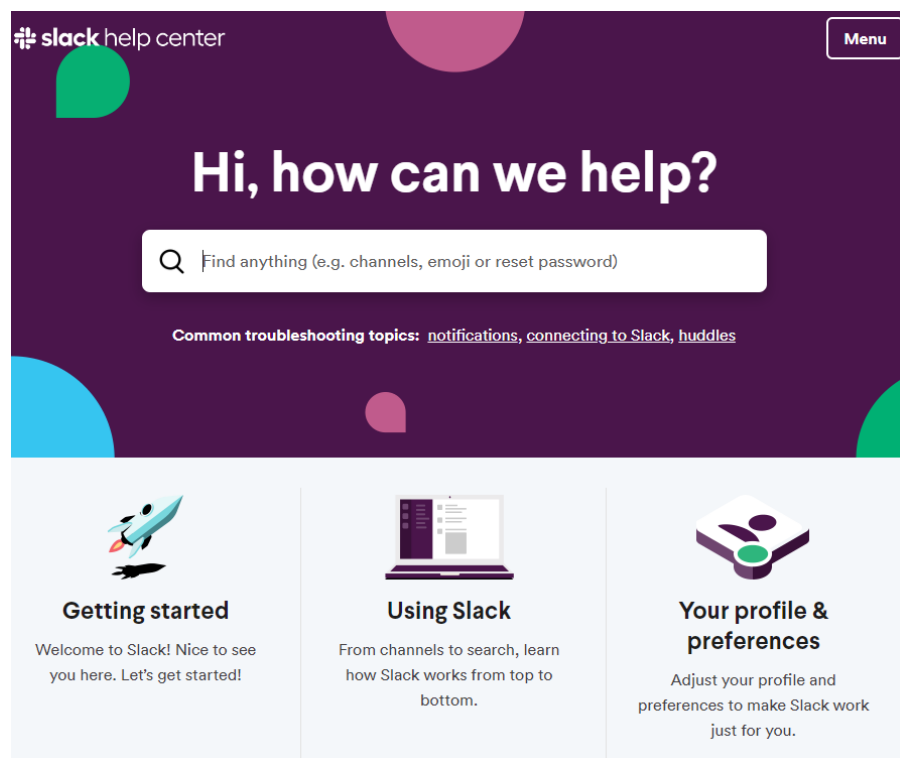 slack help center
Menu
Hi, how can we help?
Find anything (e.g. channels, emoji or reset password)
Common troubleshooting topics: notifications, connecting to Slack, huddles
Getting started
Welcome to Slack! Nice to see
you here. Let's get started!
Using Slack
From channels to search, learn
how Slack works from top to
bottom.
Your profile &
preferences
Adjust your profile and
preferences to make Slack work
just for you.